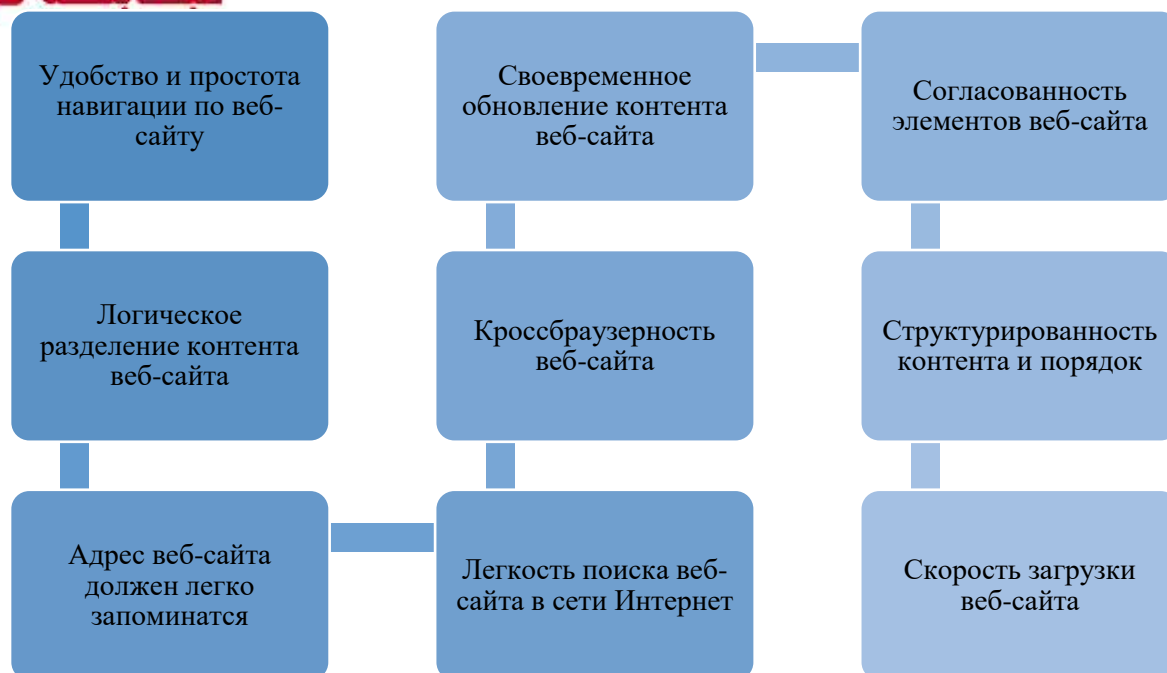 Удобство и простота
навигации по веб-
сайту
Логическое
разделение контента
веб-сайта
Адрес веб-сайта
должен легко
запоминатся
Легкость поиска веб-
сайта в сети Интернет
Кроссбраузерность
веб-сайта
Своевременное
обновление контента
веб-сайта
Согласованность
элементов веб-сайта
Структурированность
контента и порядок
Скорость загрузки
веб-сайта